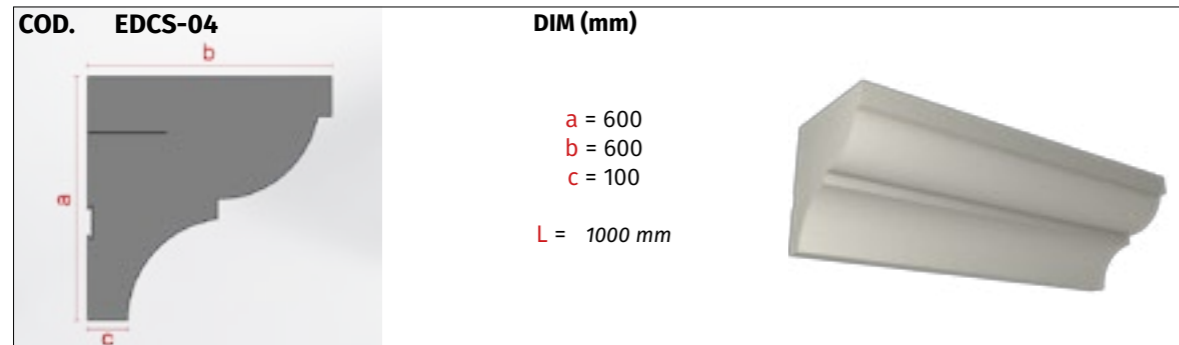 COD. EDCS-04
DIM (mm)
b
a
c
a = 600
b = 600
c = 100
L = 1000 mm